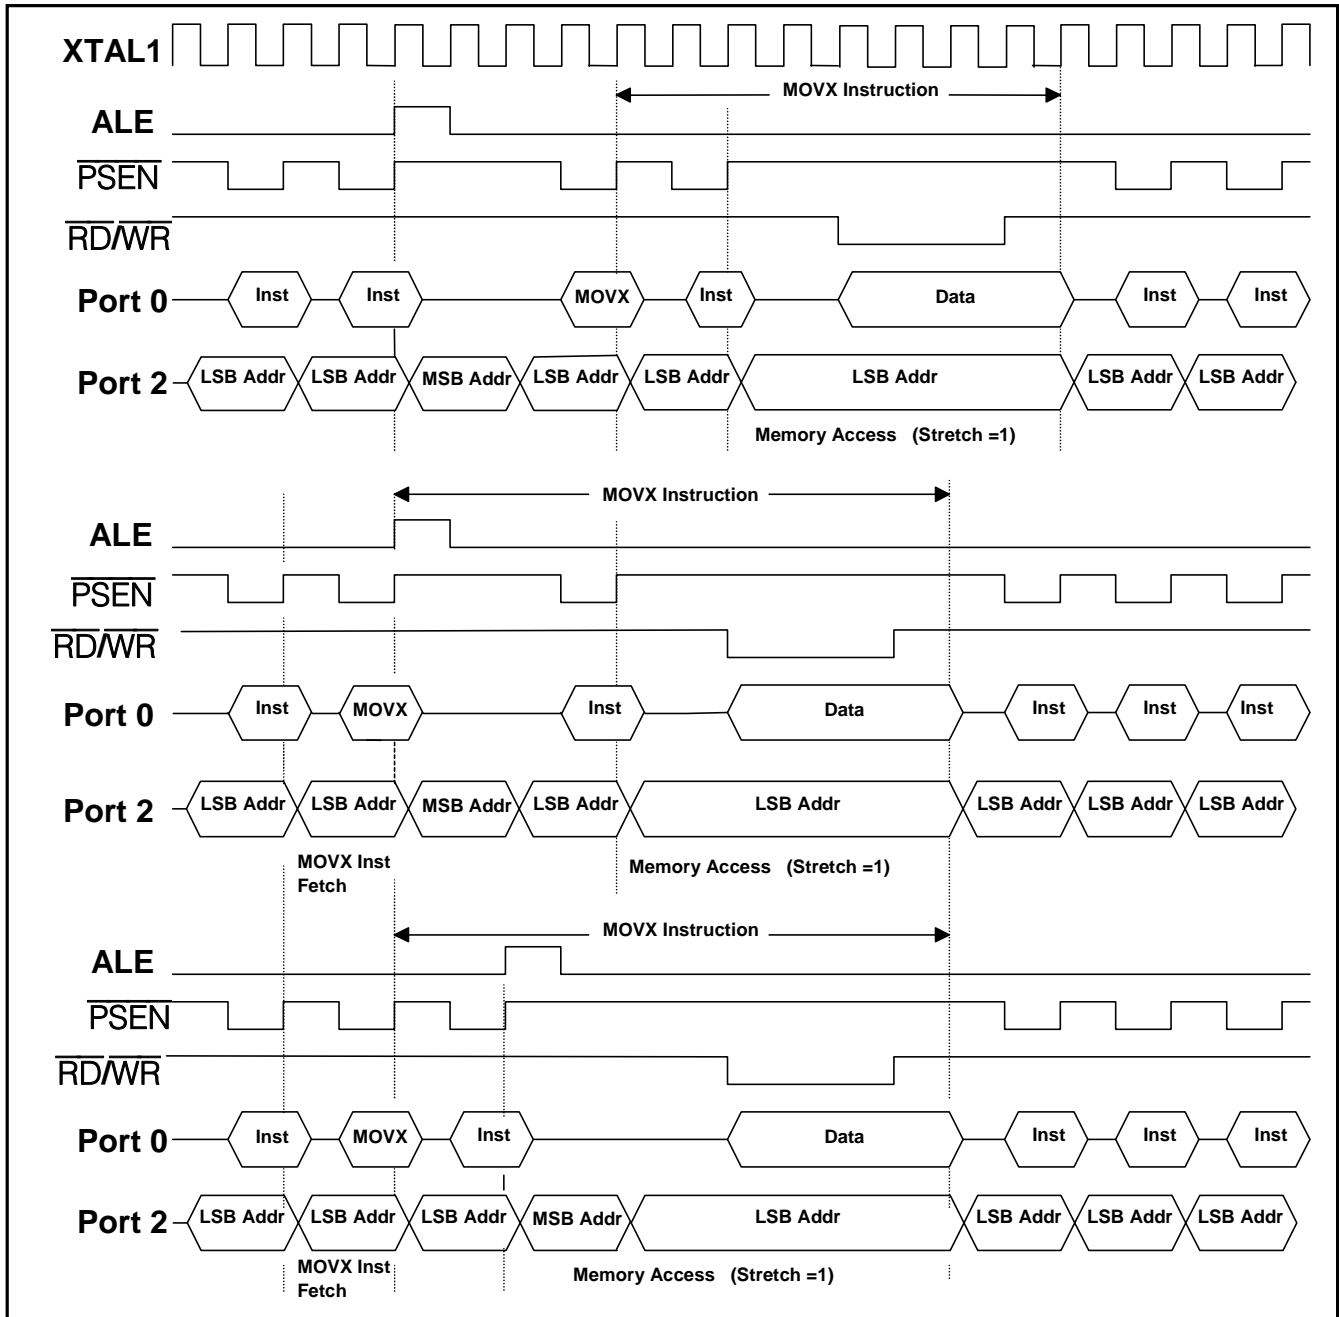 XTAL1
MOVX Instruction
ALE
PSEN
RD/WR
Port 0 Inst Inst MOVX Inst Data Inst Inst
Port 2 LSB Addr LSB Addr MSB Addr LSB Addr LSB Addr LSB Addr LSB Addr LSB Addr
Memory Access (Stretch =1)
MOVX Instruction
ALE
PSEN
RD/WR
Port 0 Inst MOVX Inst Data Inst Inst Inst
Port 2 LSB Addr LSB Addr MSB Addr LSB Addr LSB Addr LSB Addr LSB Addr LSB Addr
MOVX Inst
Fetch
Memory Access (Stretch =1)
MOVX Instruction
ALE
PSEN
RD/WR
Port 0 Inst MOVX Inst Data Inst Inst Inst
Port 2 LSB Addr LSB Addr LSB Addr MSB Addr LSB Addr LSB Addr LSB Addr LSB Addr
MOVX Inst
Fetch
Memory Access (Stretch =1)